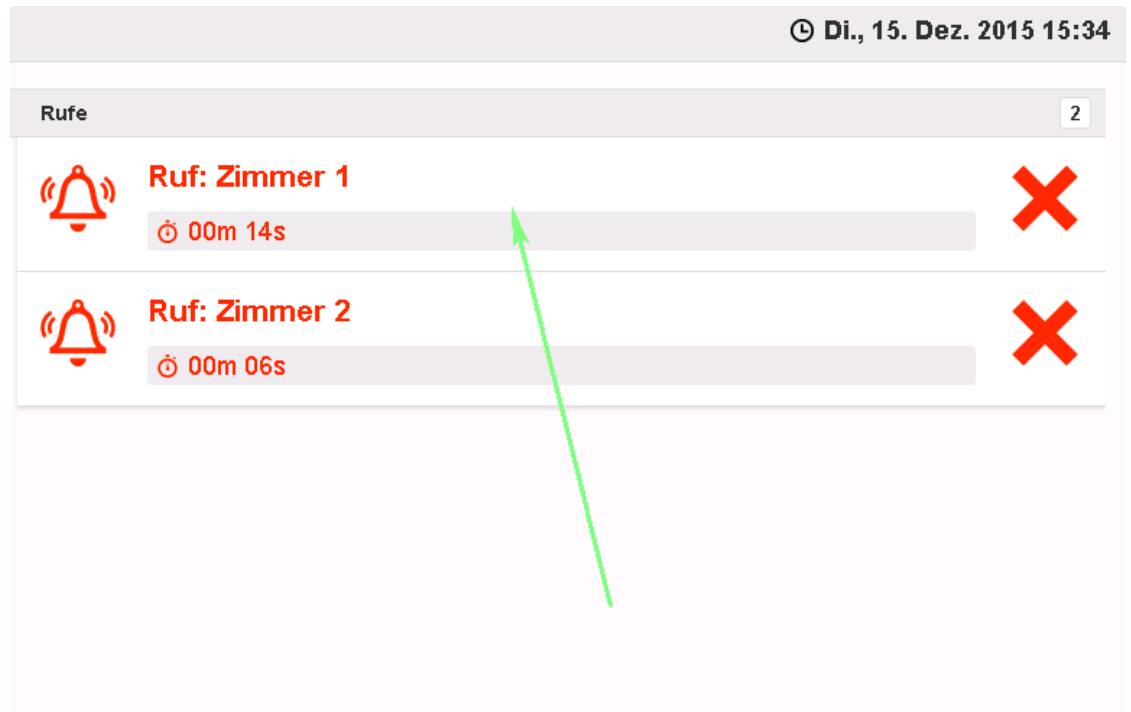 Di., 15. Dez. 2015 15:34
Rufe 2
Ruf: Zimmer 1
00m 14s
Ruf: Zimmer 2
00m 06s